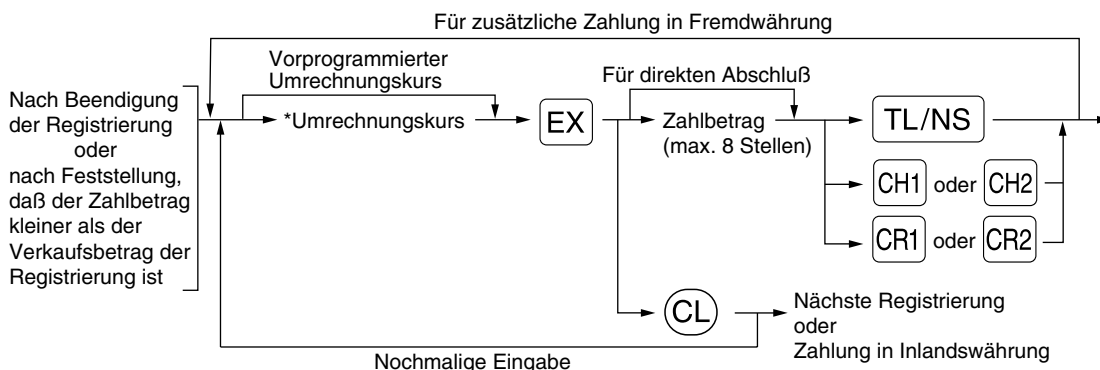 Für zusätzliche Zahlung in Fremdwährung
Vorprogrammierter
Umrechnungskurs
Für direkten Abschluß
Nach Beendigung
der Registrierung
oder
nach Feststellung,
daß der Zahlbetrag
kleiner als der
Verkaufsbetrag der
Registrierung ist
*Umrechnungskurs
EX
Zahlbetrag
(max. 8 Stellen)
TL/NS
CH1 oder CH2
CR1 oder CR2
CL
Nächste Registrierung
oder
Zahlung in Inlandswährung
Nochmalige Eingabe